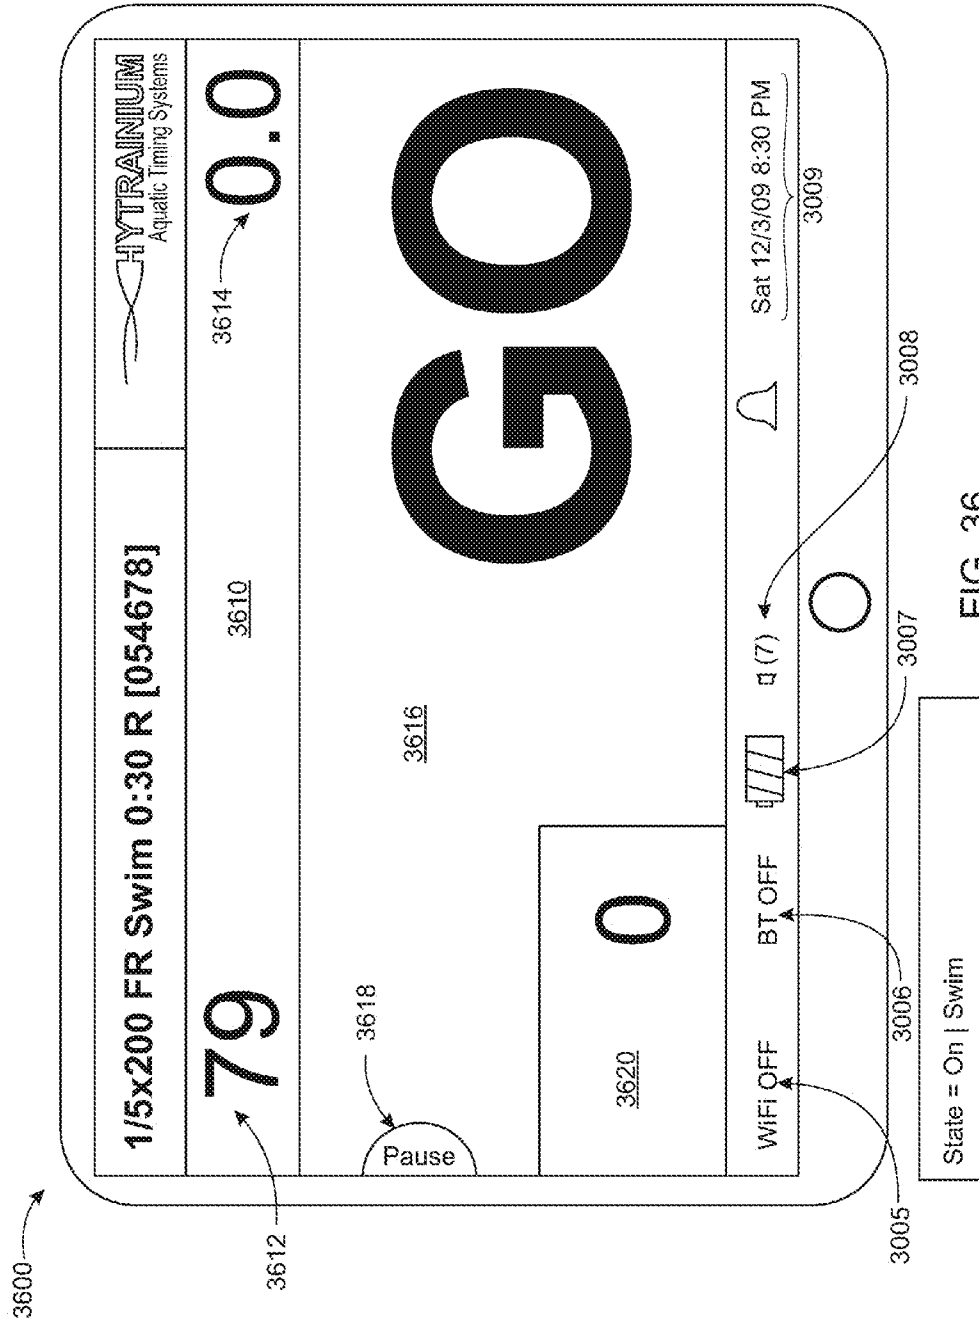 3600
1/5x200 FR Swim 0:30 R [054678]
HYTRAINIUM
Aquatic Timing Systems
3612
79
3610
3614
0.0
Pause
3618
3616
GO
3620
0
WiFi OFF
BT OFF
(7)
Sat 12/3/09 8:30 PM
3005
3006
3007
3008
3009
State = On | Swim
FIG. 36